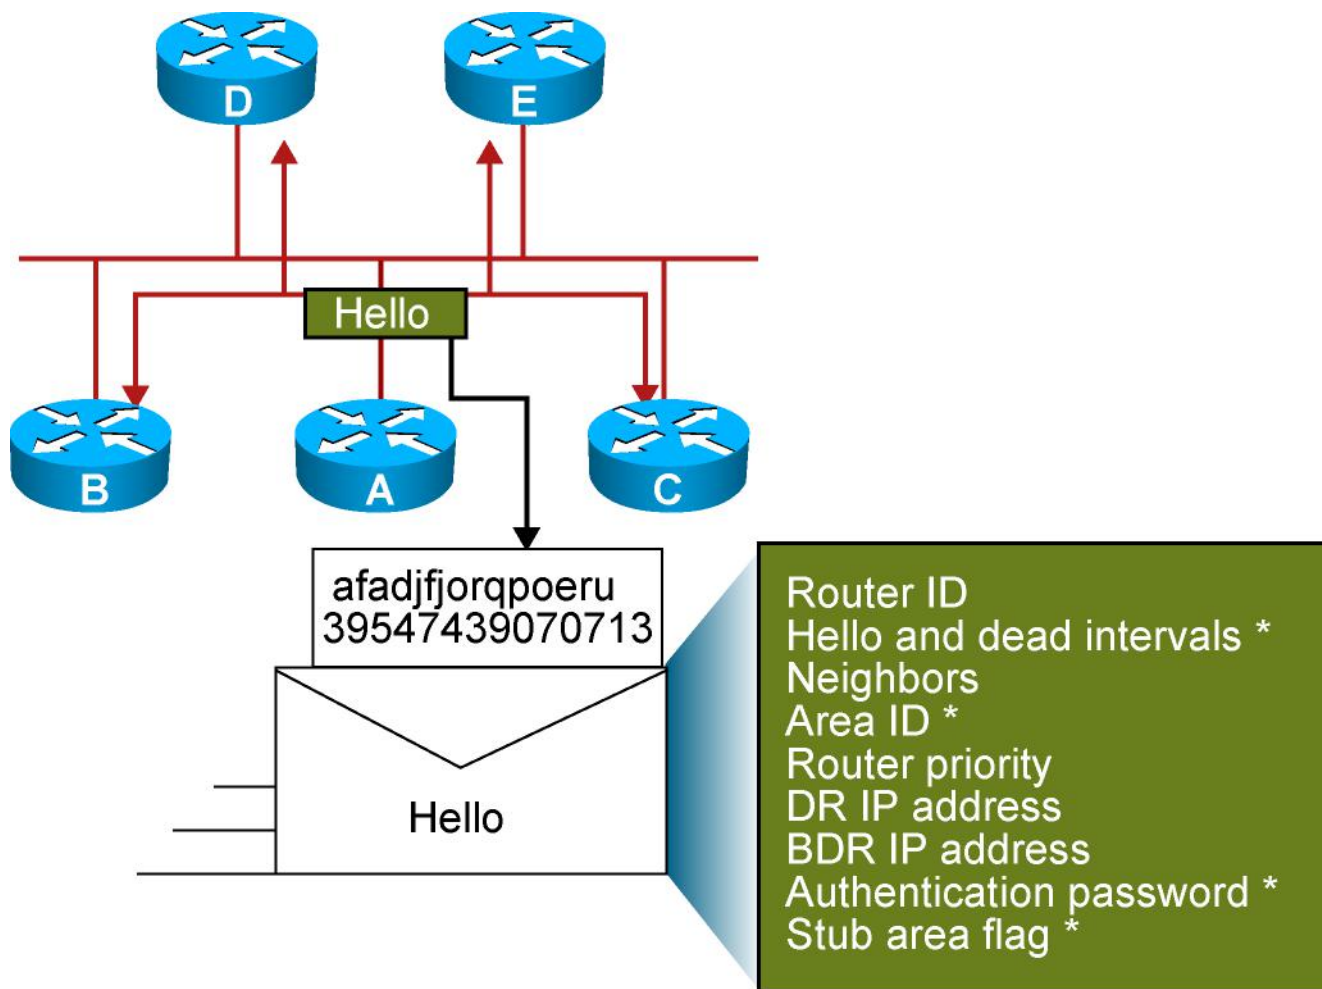 D
E
Hello
B
A
C
afadjfjorqpoeru
39547439070713
Hello
Router ID
Hello and dead intervals *
Neighbors
Area ID *
Router priority
DR IP address
BDR IP address
Authentication password *
Stub area flag *